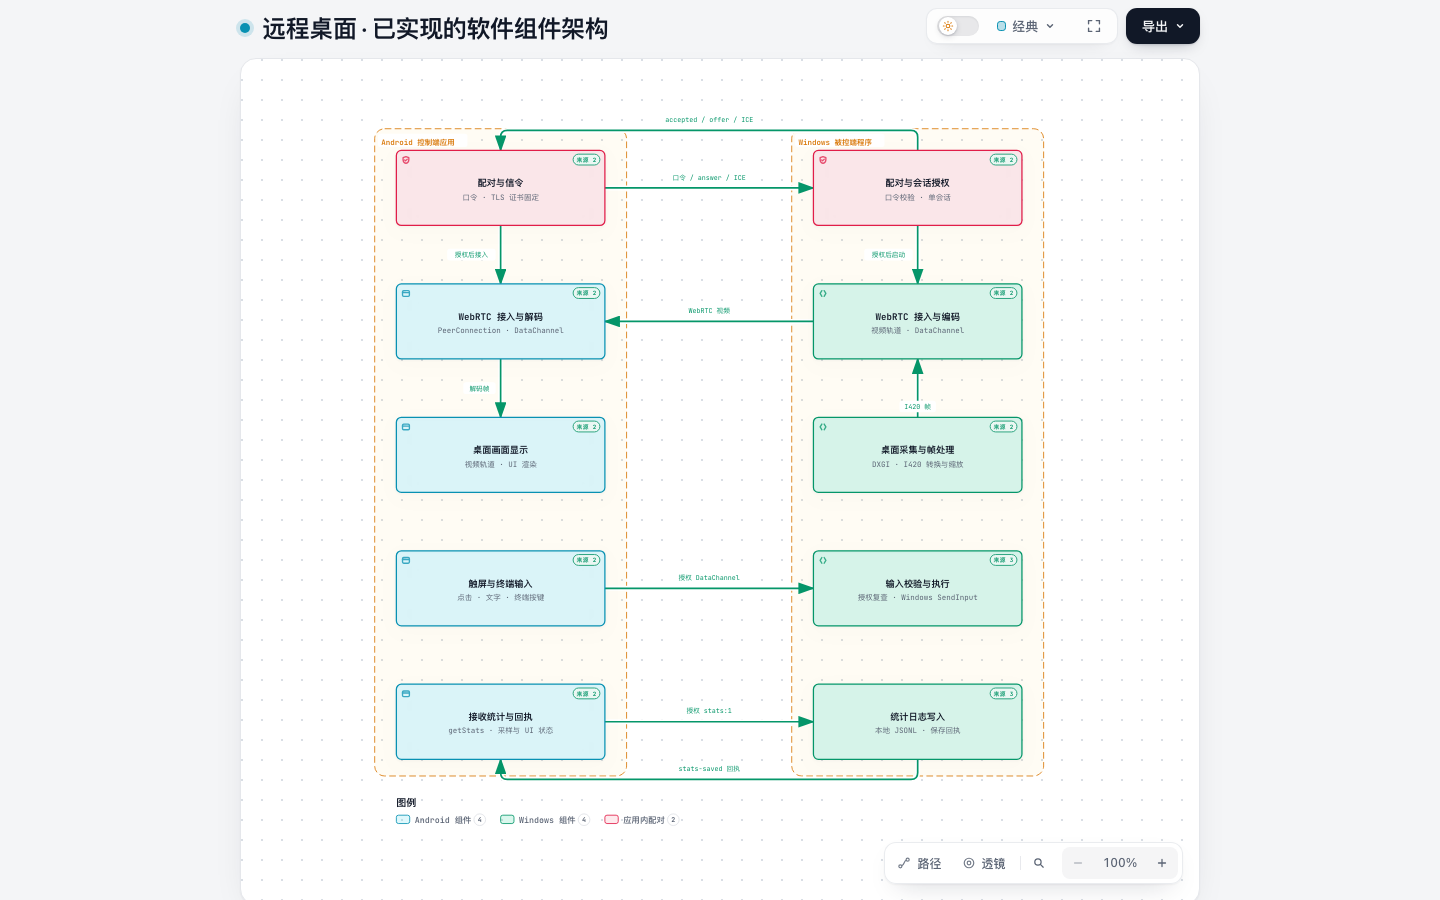 远程桌面 · 已实现的软件组件架构
经典
导出
accepted / offer / ICE
Android 控制端应用
Windows 被控端程序
来源 2
配对与信令
口令 · TLS 证书固定
口令 / answer / ICE
来源 2
配对与会话授权
口令校验 · 单会话
授权后接入
授权后启动
来源 2
WebRTC 接入与解码
PeerConnection · DataChannel
WebRTC 视频
来源 2
WebRTC 接入与编码
视频轨道 · DataChannel
解码帧
I420 帧
来源 2
桌面画面显示
视频轨道 · UI 渲染
来源 2
桌面采集与帧处理
DXGI · I420 转换与缩放
来源 2
触屏与终端输入
点击 · 文字 · 终端按键
授权 DataChannel
来源 3
输入校验与执行
授权复查 · Windows SendInput
来源 2
接收统计与回执
getStats · 采样与 UI 状态
授权 stats:1
来源 3
统计日志写入
本地 JSONL · 保存回执
stats-saved 回执
图例
Android 组件 4
Windows 组件 4
应用内配对 2
路径
透镜
100%